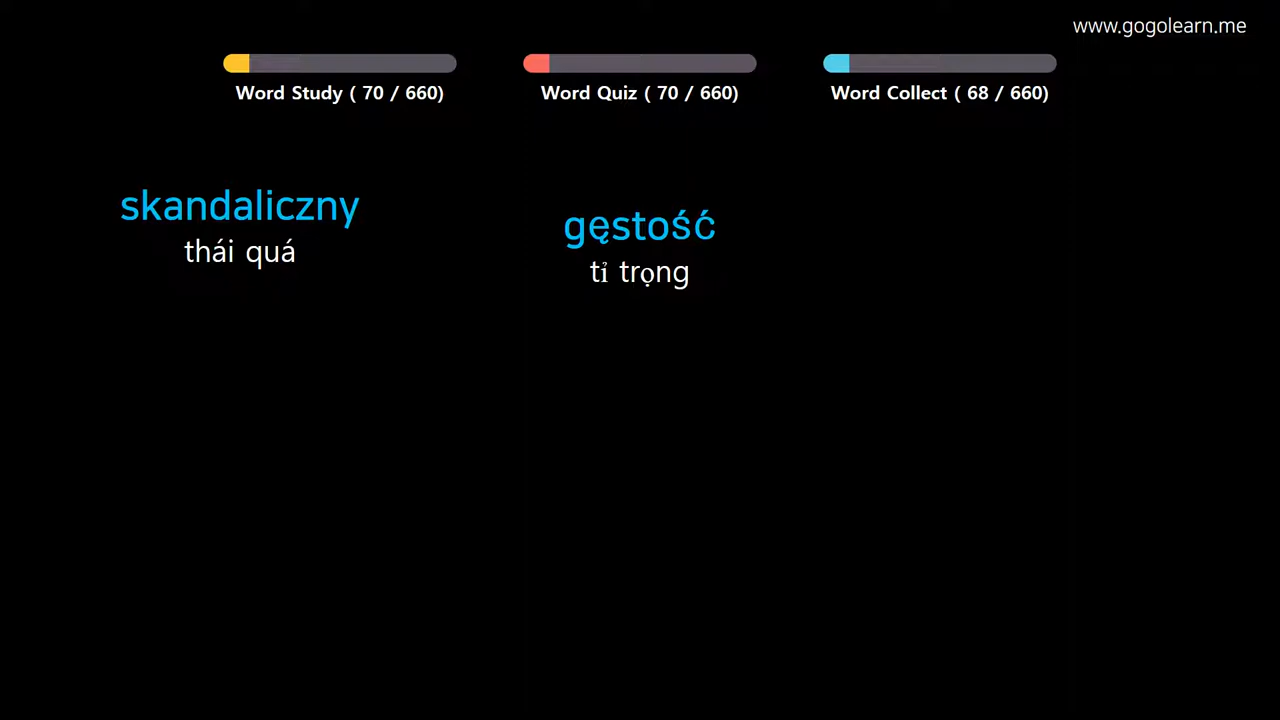 www.gogolearn.me
Word Study ( 70 / 660)
Word Quiz ( 70 / 660)
Word Collect ( 68 / 660)
skandaliczny
thái quá
gęstość
tỉ trọng